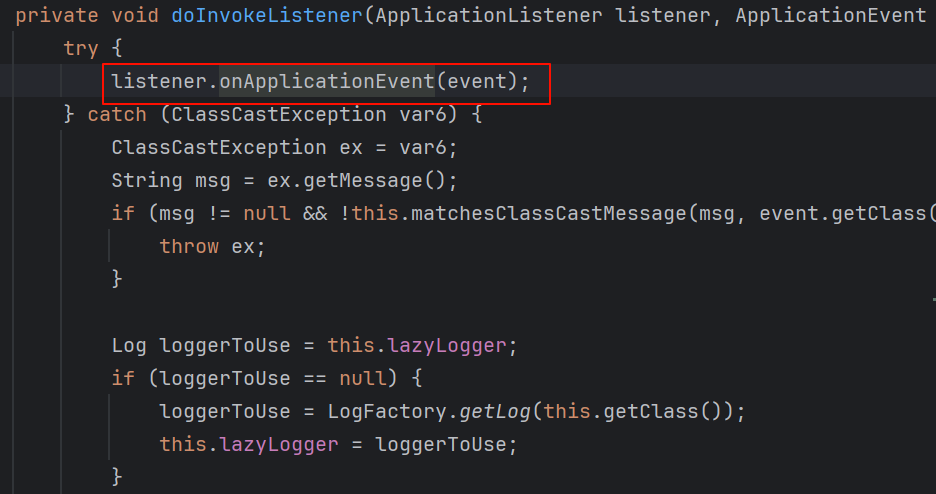 private void doInvokeListener(ApplicationListener listener, ApplicationEvent
try {
listener.onApplicationEvent(event);
} catch (ClassCastException var6) {
ClassCastException ex = var6;
String msg = ex.getMessage();
if (msg != null && !this.matchesClassCastMessage(msg, event.getClass(
throw ex;
}
Log loggerToUse = this.lazyLogger;
if (loggerToUse == null) {
loggerToUse = LogFactory.getLog(this.getClass());
this.lazyLogger = loggerToUse;
}